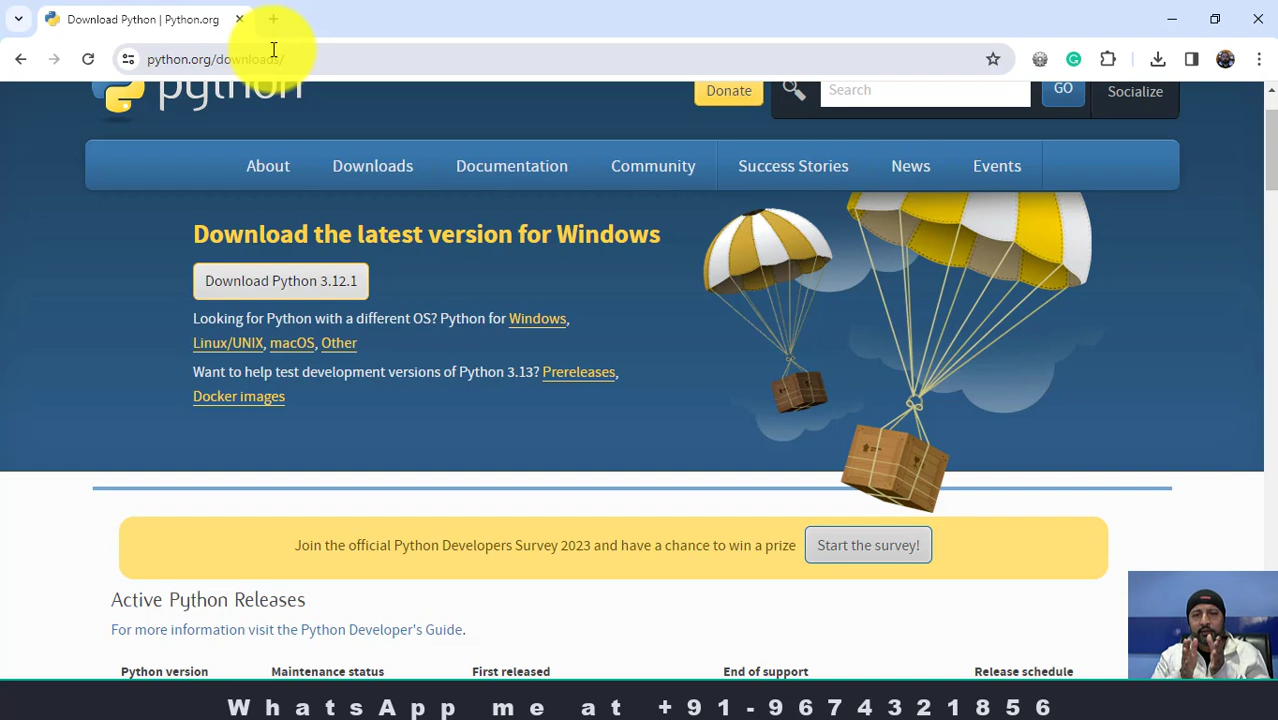 Download Python | Python.org
python.org/downloads/
python
Donate
Search
GO
Socialize
About
Downloads
Documentation
Community
Success Stories
News
Events
Download the latest version for Windows
Download Python 3.12.1
Looking for Python with a different OS? Python for Windows,
Linux/UNIX, macOS, Other
Want to help test development versions of Python 3.13? Prereleases,
Docker images
Join the official Python Developers Survey 2023 and have a chance to win a prize
Start the survey!
Active Python Releases
For more information visit the Python Developer's Guide.
Python version
Maintenance status
First released
End of support
Release schedule
WhatsApp me at +91-9674321856